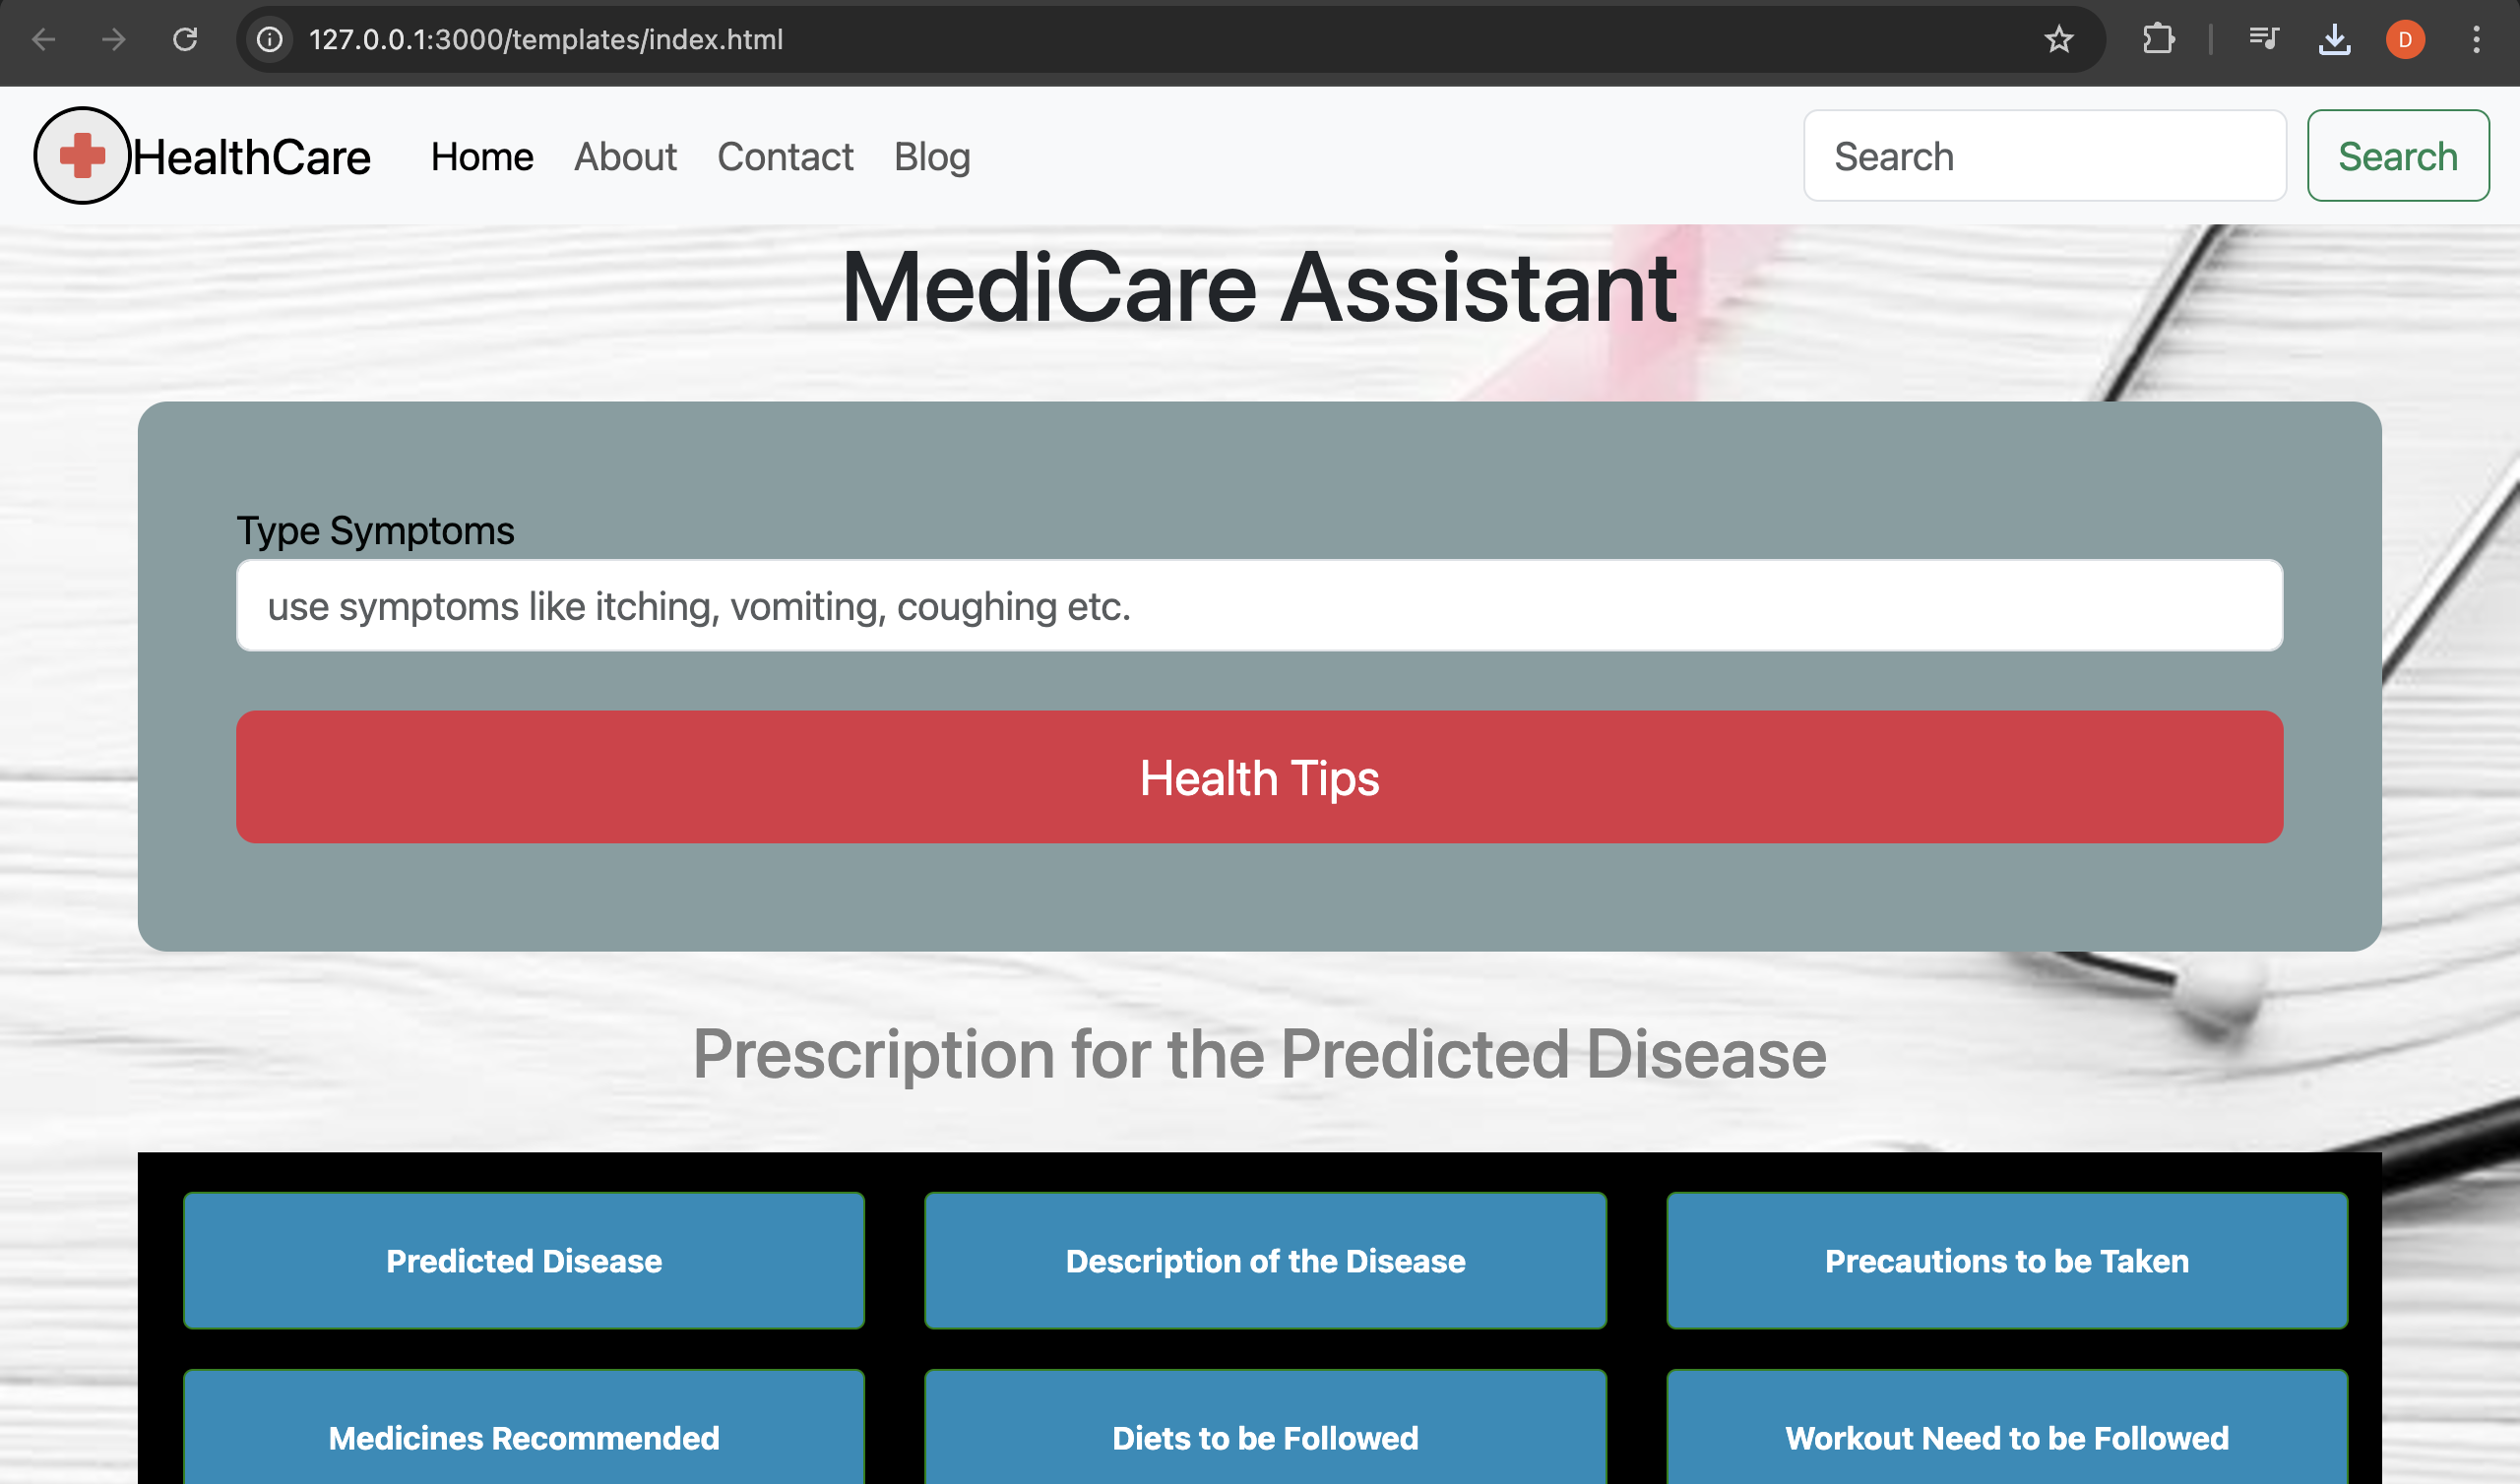 127.0.0.1:3000/templates/index.html
D
HealthCare Home About Contact Blog Search Search
MediCare Assistant
Type Symptoms
use symptoms like itching, vomiting, coughing etc.
Health Tips
Prescription for the Predicted Disease
Predicted Disease Description of the Disease Precautions to be Taken
Medicines Recommended Diets to be Followed Workout Need to be Followed